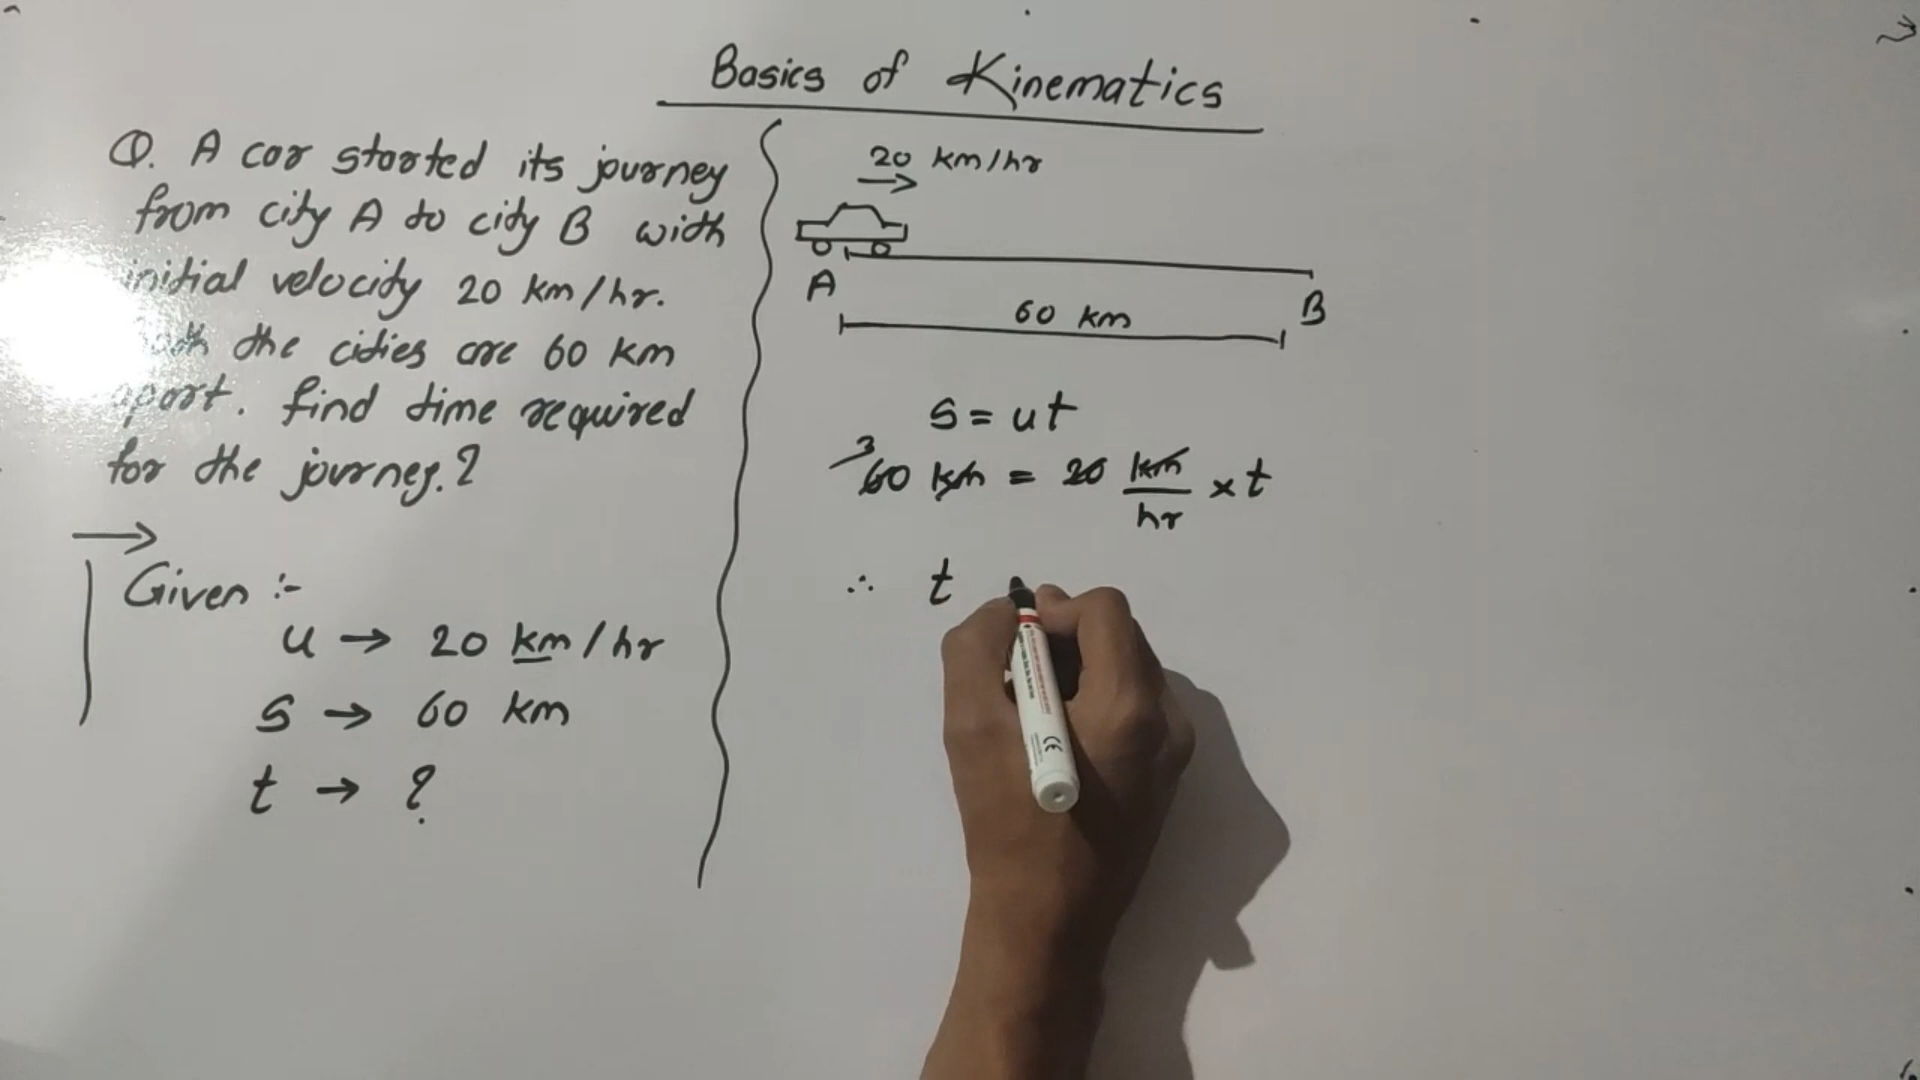 Basics of Kinematics
Q. A car started its journey
from city A to city B with
initial velocity 20 km/hr.
Both the cities are 60 km
apart. find time required
for the journey.?
Given :-
u → 20 km/hr
s → 60 km
t → ?
20 km/hr
A
B
60 km
s = ut
3
60 km = 20 km/hr × t
∴ t
CE